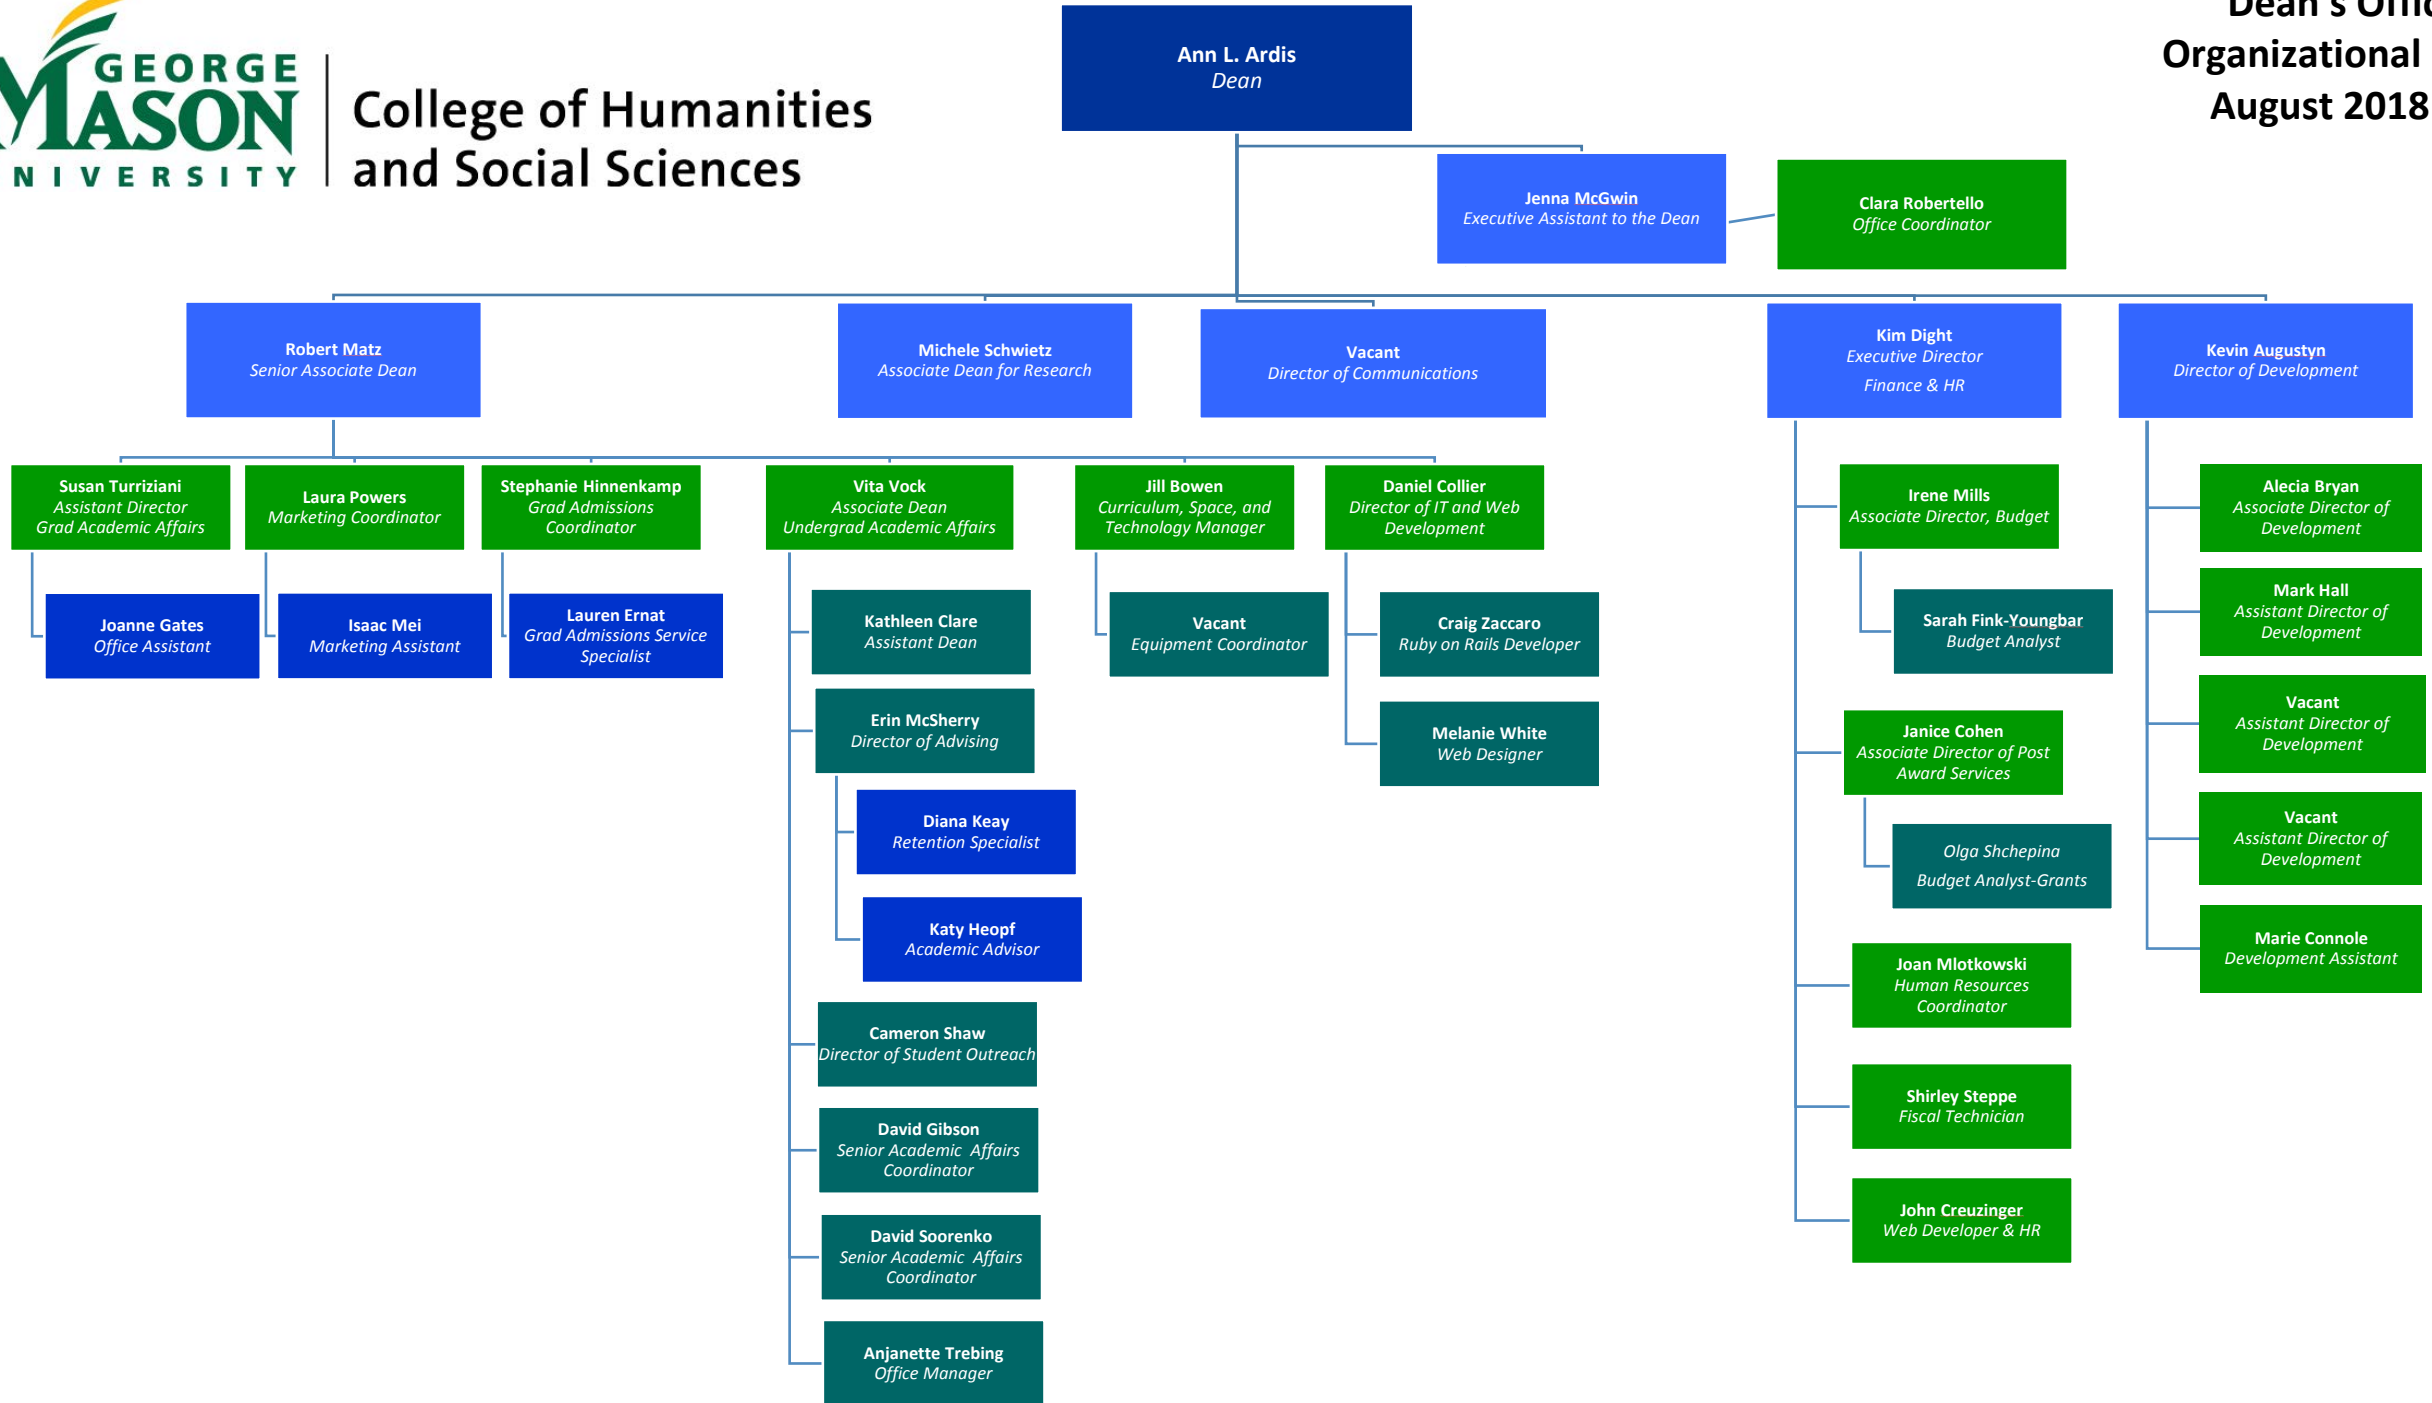 GEORGE
MASON
NIVERSITY
College of Humanities
and Social Sciences
Dean's Offic
Organizational
August 2018
Ann L. Ardis
Dean
Jenna McGwin
Executive Assistant to the Dean
Clara Robertello
Office Coordinator
Robert Matz
Senior Associate Dean
Michele Schwietz
Associate Dean for Research
Vacant
Director of Communications
Kim Dight
Executive Director
Finance & HR
Kevin Augustyn
Director of Development
Susan Turriziani
Assistant Director
Grad Academic Affairs
Laura Powers
Marketing Coordinator
Stephanie Hinnenkamp
Grad Admissions
Coordinator
Vita Vock
Associate Dean
Undergrad Academic Affairs
Jill Bowen
Curriculum, Space, and
Technology Manager
Daniel Collier
Director of IT and Web
Development
Irene Mills
Associate Director, Budget
Alecia Bryan
Associate Director of
Development
Joanne Gates
Office Assistant
Isaac Mei
Marketing Assistant
Lauren Ernat
Grad Admissions Service
Specialist
Kathleen Clare
Assistant Dean
Vacant
Equipment Coordinator
Craig Zaccaro
Ruby on Rails Developer
Sarah Fink-Youngbar
Budget Analyst
Mark Hall
Assistant Director of
Development
Erin McSherry
Director of Advising
Melanie White
Web Designer
Janice Cohen
Associate Director of Post
Award Services
Vacant
Assistant Director of
Development
Diana Keay
Retention Specialist
Olga Shchepina
Budget Analyst-Grants
Vacant
Assistant Director of
Development
Katy Heopf
Academic Advisor
Joan Mlotkowski
Human Resources
Coordinator
Marie Connole
Development Assistant
Cameron Shaw
Director of Student Outreach
Shirley Steppe
Fiscal Technician
David Gibson
Senior Academic  Affairs
Coordinator
John Creuzinger
Web Developer & HR
David Soorenko
Senior Academic  Affairs
Coordinator
Anjanette Trebing
Office Manager